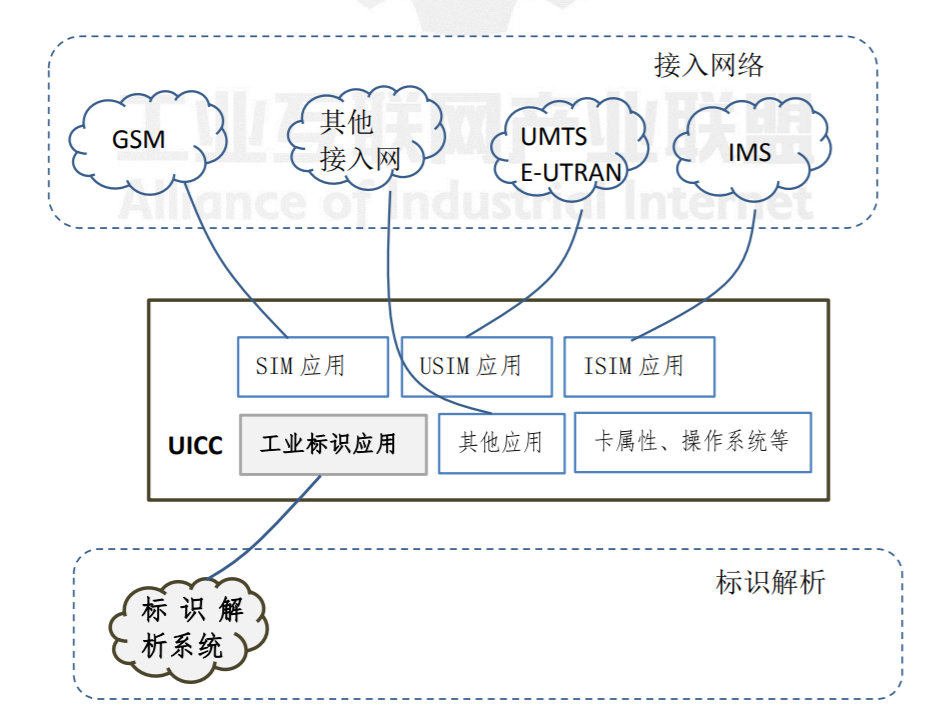 接入网络
GSM
其他
接入网
UMTS
E-UTRAN
IMS
工业互联网产业联盟
Alliance of Industrial Internet
SIM 应用
USIM 应用
ISIM 应用
UICC
工业标识应用
其他应用
卡属性、操作系统等
标识解析
标 识 解
析系统